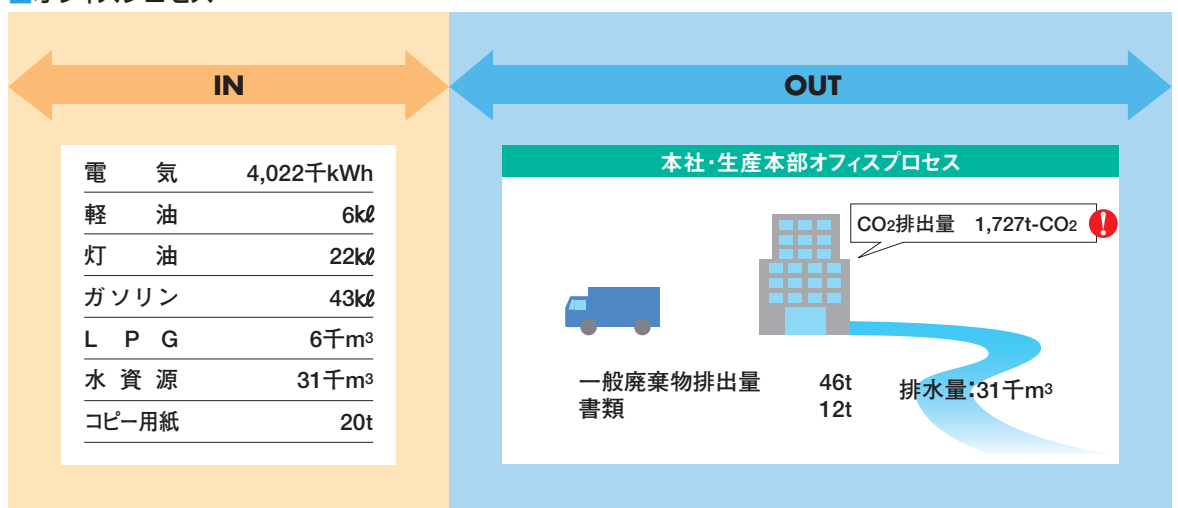 IN
OUT
電気 4,022千kWh
軽油 6kℓ
灯油 22kℓ
ガソリン 43kℓ
LPG 6千m³
水資源 31千m³
コピー用紙 20t
本社・生産本部オフィスプロセス
CO₂排出量 1,727t-CO₂
!
一般廃棄物排出量 46t
書類 12t
排水量:31千m³